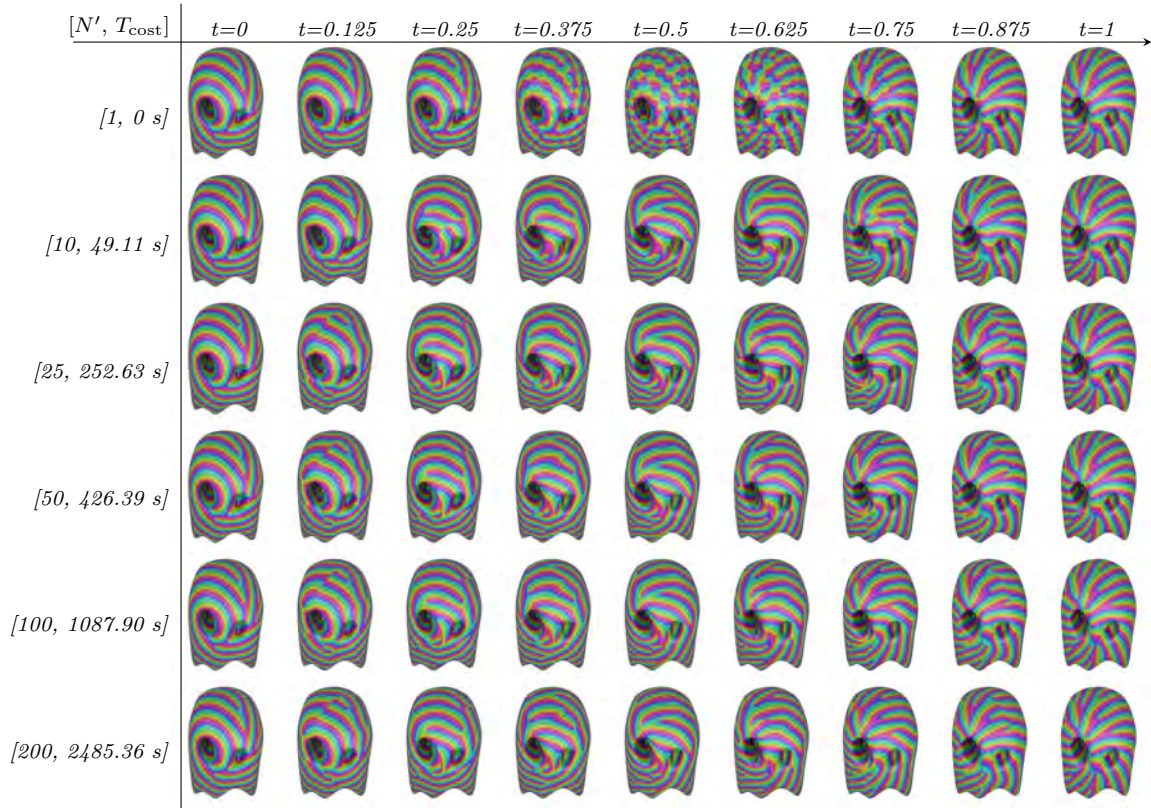 [N′, T_cost] t=0 t=0.125 t=0.25 t=0.375 t=0.5 t=0.625 t=0.75 t=0.875 t=1
[1, 0 s]
[10, 49.11 s]
[25, 252.63 s]
[50, 426.39 s]
[100, 1087.90 s]
[200, 2485.36 s]